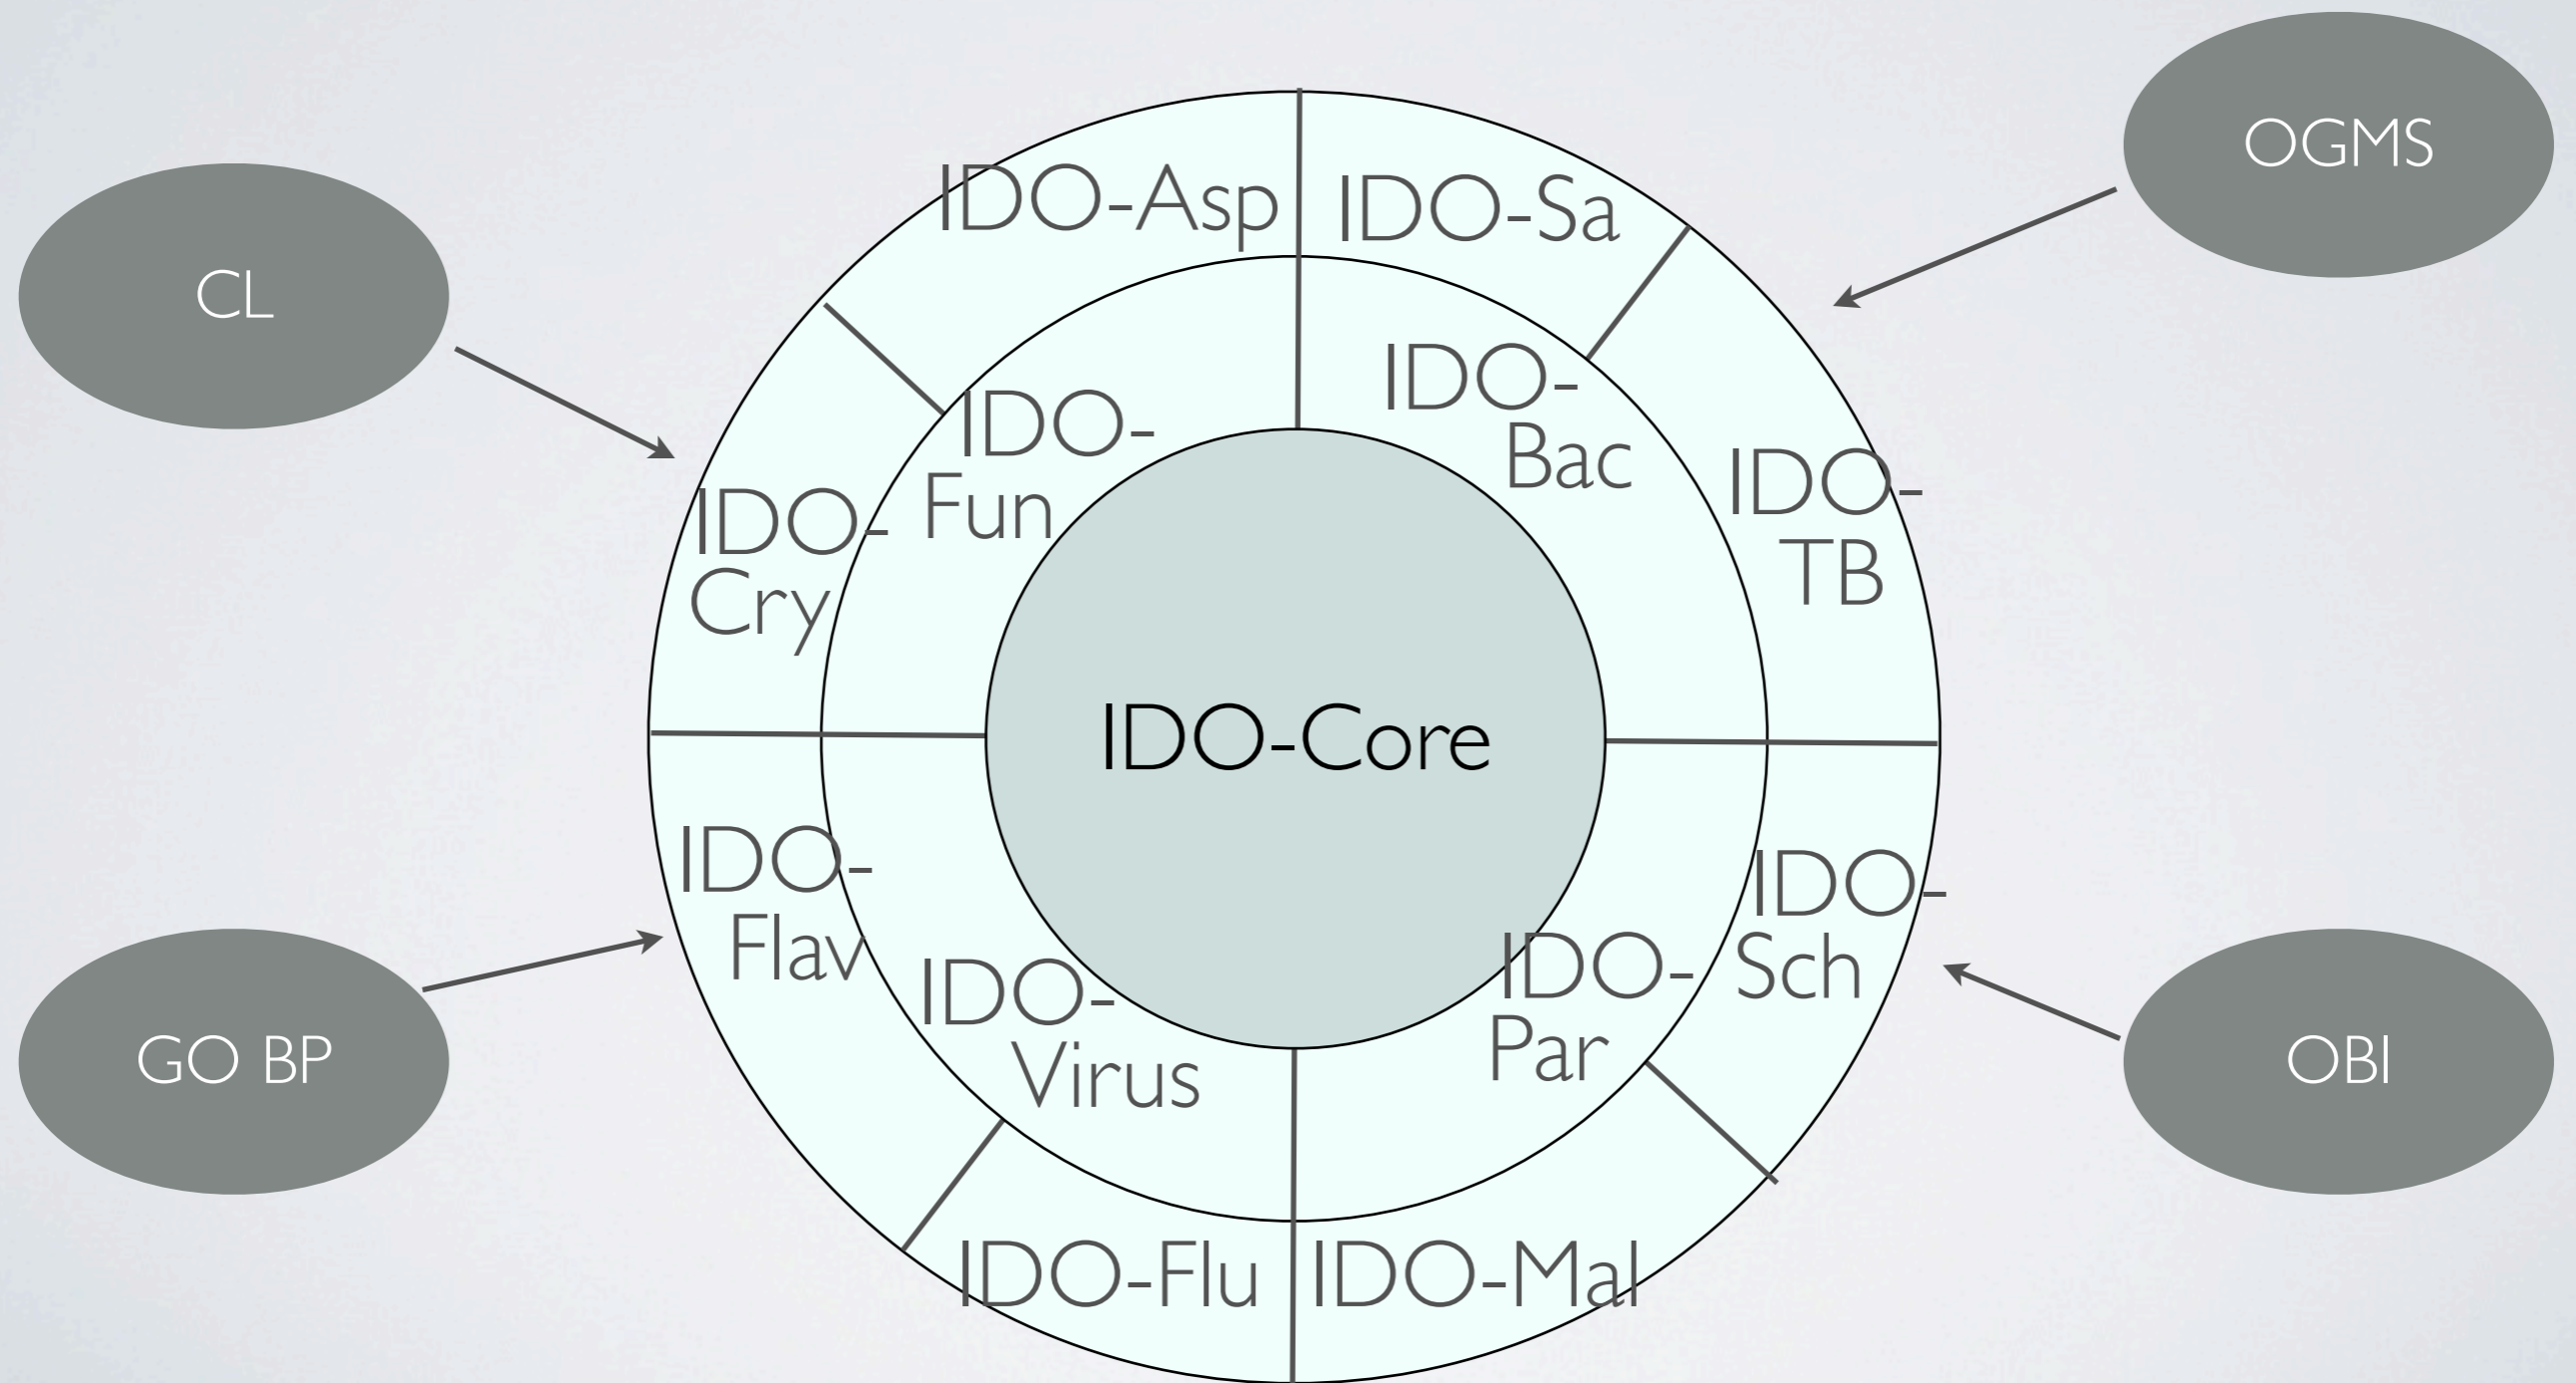 OGMS
CL
IDO-Asp
IDO-Sa
IDO-
Bac
IDO-
Fun
IDO-
TB
IDO-
Cry
IDO-Core
IDO-
Flav
IDO-
Sch
IDO-
Virus
IDO-
Par
GO BP
OBI
IDO-Flu
IDO-Mal